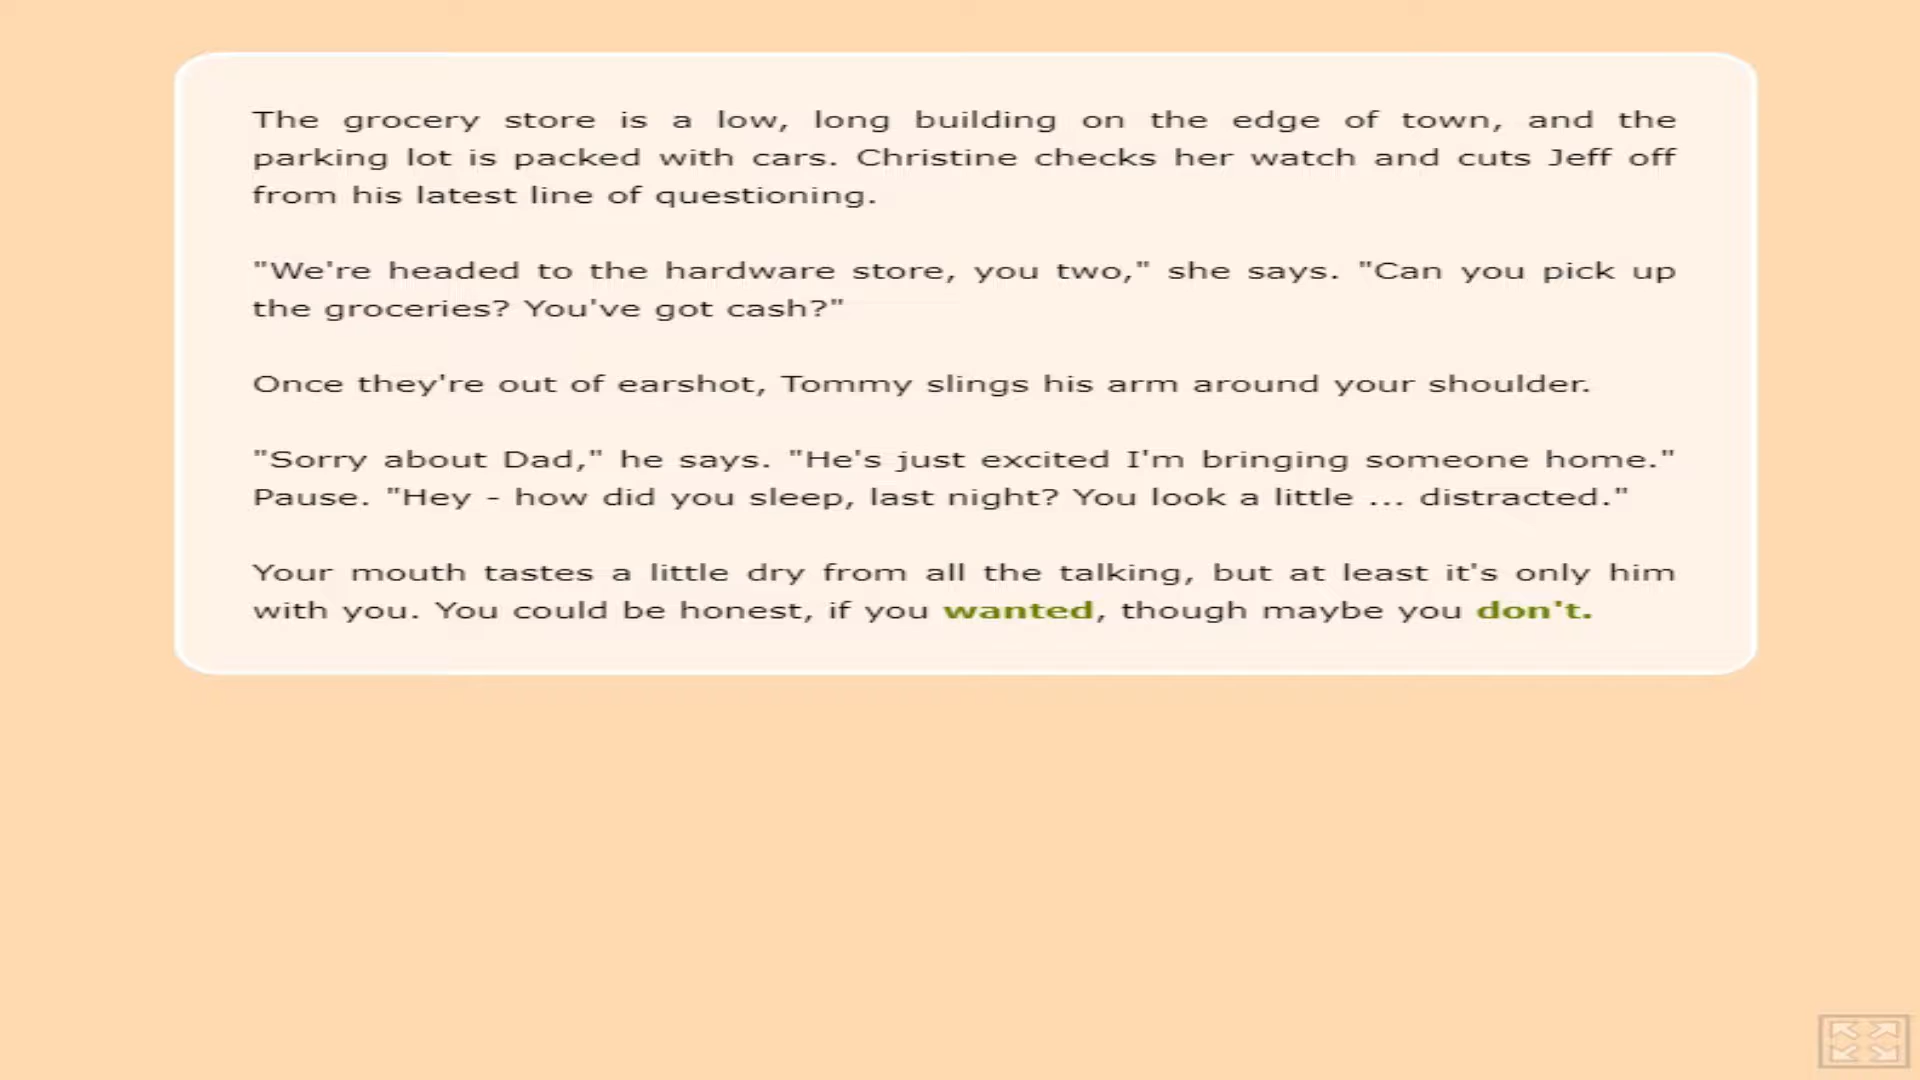 The grocery store is a low, long building on the edge of town, and the
parking lot is packed with cars. Christine checks her watch and cuts Jeff off
from his latest line of questioning.
"We're headed to the hardware store, you two," she says. "Can you pick up
the groceries? You've got cash?"
Once they're out of earshot, Tommy slings his arm around your shoulder.
"Sorry about Dad," he says. "He's just excited I'm bringing someone home."
Pause. "Hey - how did you sleep, last night? You look a little ... distracted."
Your mouth tastes a little dry from all the talking, but at least it's only him
with you. You could be honest, if you wanted, though maybe you don't.